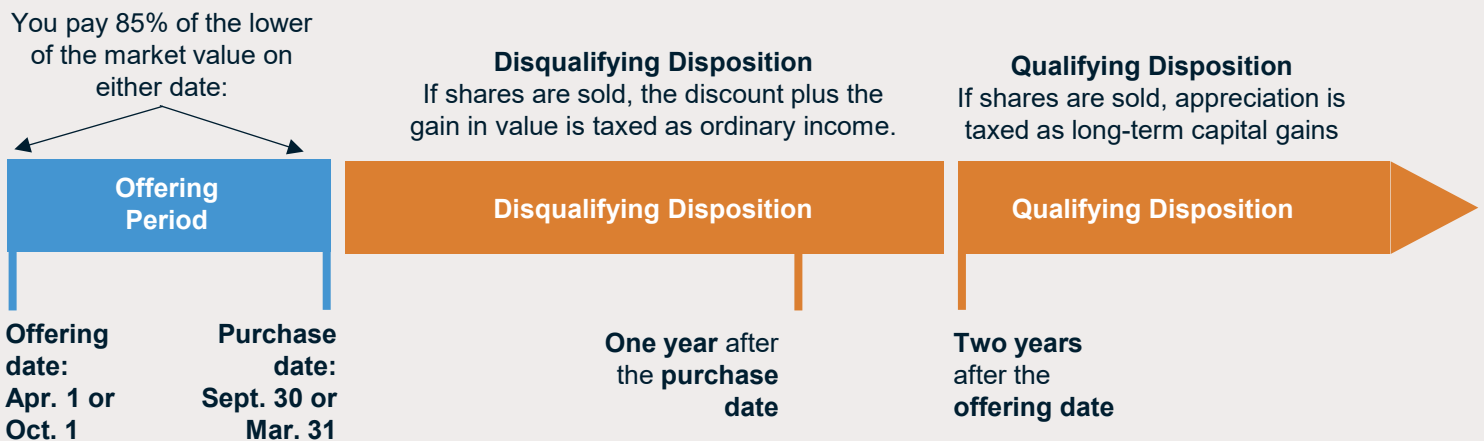 You pay 85% of the lower
of the market value on
either date:
Disqualifying Disposition
If shares are sold, the discount plus the
gain in value is taxed as ordinary income.
Qualifying Disposition
If shares are sold, appreciation is
taxed as long-term capital gains
Offering
Period
Disqualifying Disposition
Qualifying Disposition
Offering
date:
Apr. 1 or
Oct. 1
Purchase
date:
Sept. 30 or
Mar. 31
One year after
the purchase
date
Two years
after the
offering date